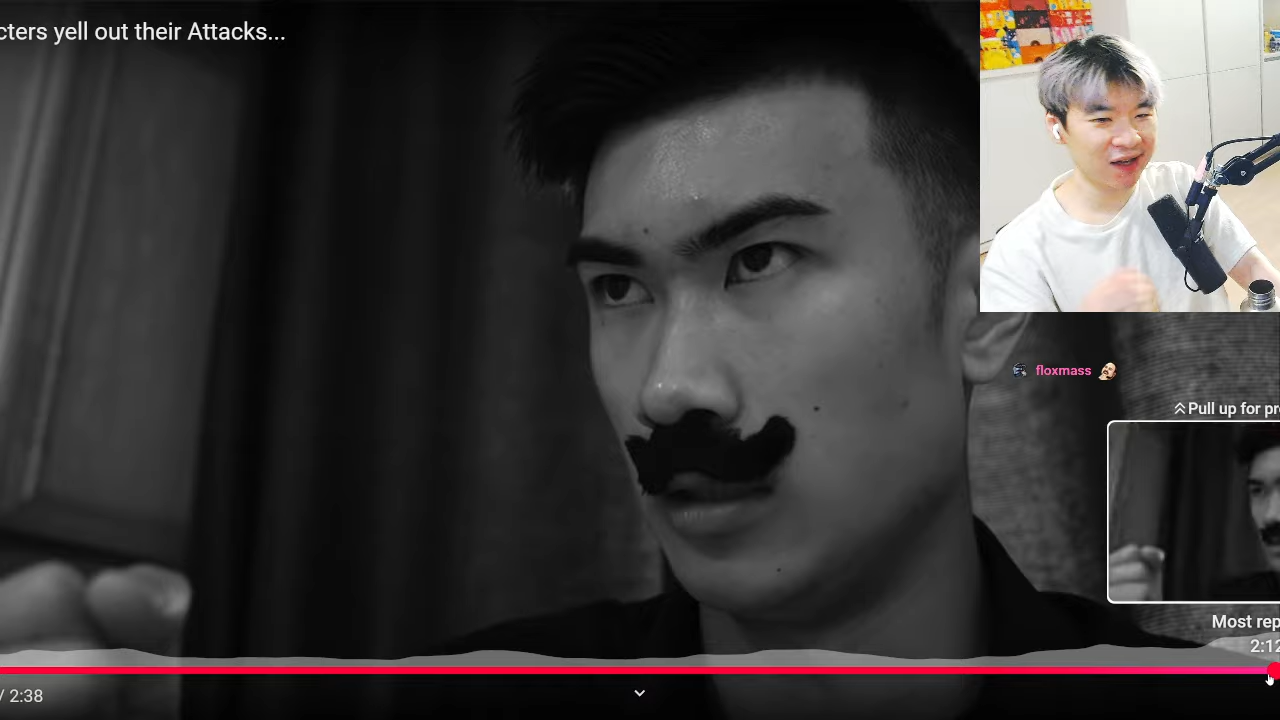 cters yell out their Attacks...
floxmass
Pull up for pr
Most rep
2:12
/ 2:38